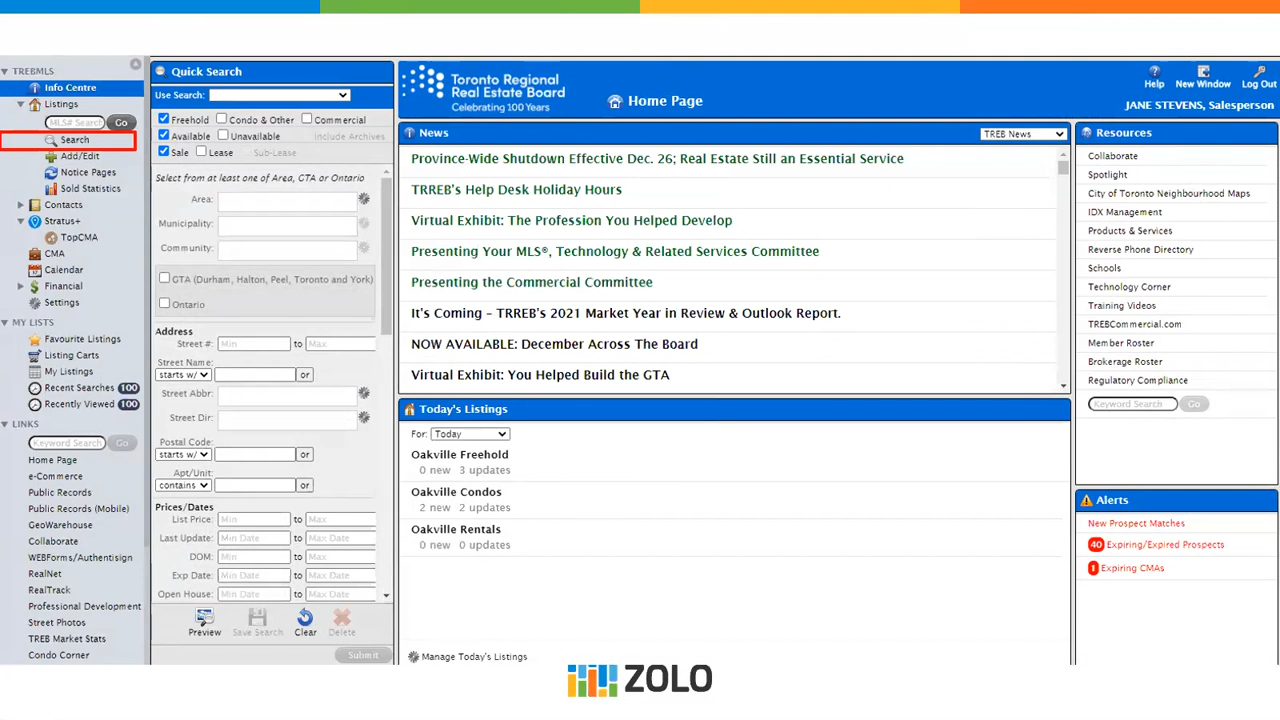 TREBMLS
Info Centre
Listings
MLS# Search Go
Search
Add/Edit
Notice Pages
Sold Statistics
Contacts
Stratus+
TopCMA
CMA
Calendar
Financial
Settings
MY LISTS
Favourite Listings
Listing Carts
My Listings
Recent Searches 100
Recently Viewed 100
LINKS
Keyword Search Go
Home Page
e-Commerce
Public Records
Public Records (Mobile)
GeoWarehouse
Collaborate
WEBForms/Authentisign
RealNet
RealTrack
Professional Development
Street Photos
TREB Market Stats
Condo Corner
Quick Search
Use Search:
Freehold Condo & Other Commercial
Available Unavailable Include Archives
Sale Lease Sub-Lease
Select from at least one of Area, GTA or Ontario
Area:
Municipality:
Community:
GTA (Durham, Halton, Peel, Toronto and York)
Ontario
Address
Street #: Min to Max
Street Name:
starts w/ or
Street Abbr:
Street Dir:
Postal Code:
starts w/ or
Apt/Unit:
contains or
Prices/Dates
List Price: Min to Max
Last Update: Min Date to Max Date
DOM: Min to Max
Exp Date: Min Date to Max Date
Open House: Min Date to Max Date
Preview Save Search Clear Delete
Submit
Toronto Regional
Real Estate Board
Celebrating 100 Years
Home Page
Help New Window Log Out
JANE STEVENS, Salesperson
News TREB News
Province-Wide Shutdown Effective Dec. 26; Real Estate Still an Essential Service
TRREB's Help Desk Holiday Hours
Virtual Exhibit: The Profession You Helped Develop
Presenting Your MLS®, Technology & Related Services Committee
Presenting the Commercial Committee
It's Coming – TRREB's 2021 Market Year in Review & Outlook Report.
NOW AVAILABLE: December Across The Board
Virtual Exhibit: You Helped Build the GTA
Today's Listings
For: Today
Oakville Freehold
0 new 3 updates
Oakville Condos
2 new 2 updates
Oakville Rentals
0 new 0 updates
Manage Today's Listings
Resources
Collaborate
Spotlight
City of Toronto Neighbourhood Maps
IDX Management
Products & Services
Reverse Phone Directory
Schools
Technology Corner
Training Videos
TREBCommercial.com
Member Roster
Brokerage Roster
Regulatory Compliance
Keyword Search Go
Alerts
New Prospect Matches
40 Expiring/Expired Prospects
1 Expiring CMAs
ZOLO